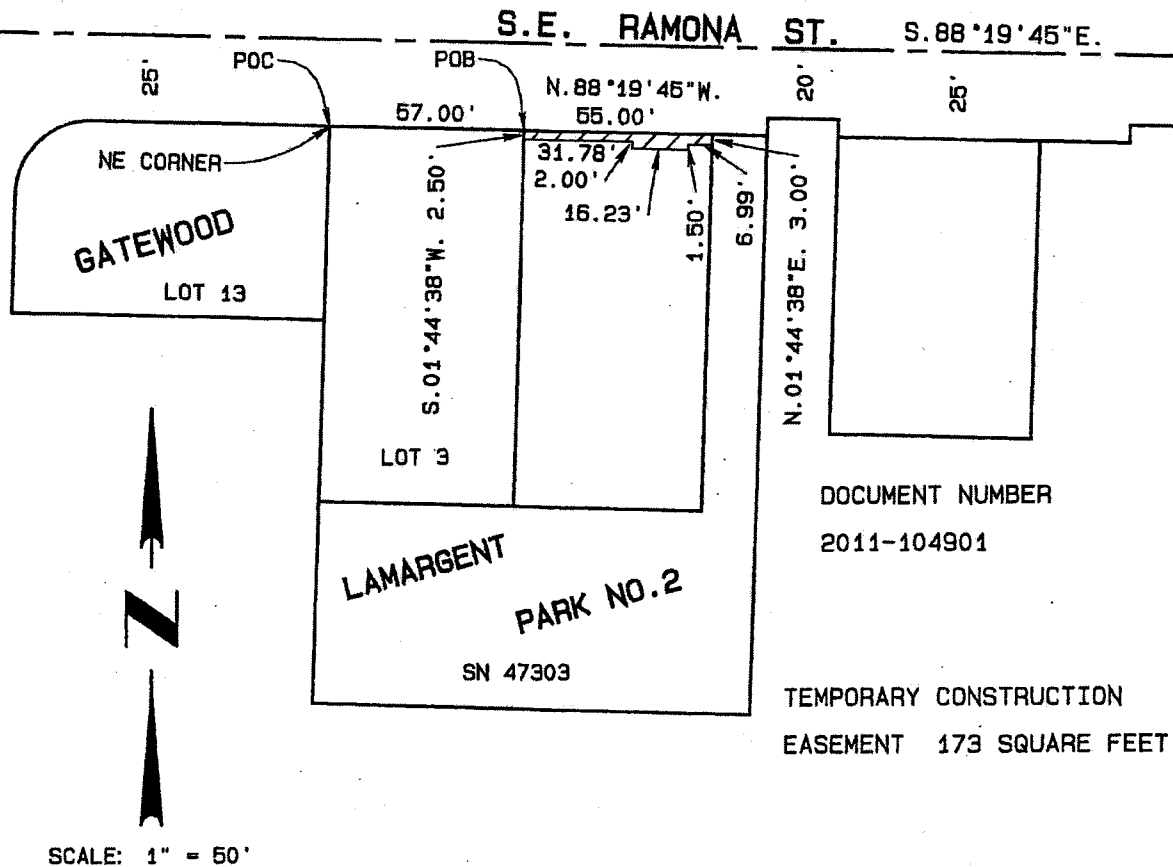 S.E. RAMONA ST. S.88°19'45"E.
25'
POC
POB
N.88°19'45"W.
20'
25'
57.00'
55.00'
NE CORNER
31.78'
2.00'
16.23'
1.50'
6.99'
S.01°44'38"W. 2.50'
N.01°44'38"E. 3.00'
GATEWOOD
LOT 13
LOT 3
DOCUMENT NUMBER
2011-104901
LAMARGENT
PARK NO.2
SN 47303
N
TEMPORARY CONSTRUCTION
EASEMENT 173 SQUARE FEET
SCALE: 1" = 50'